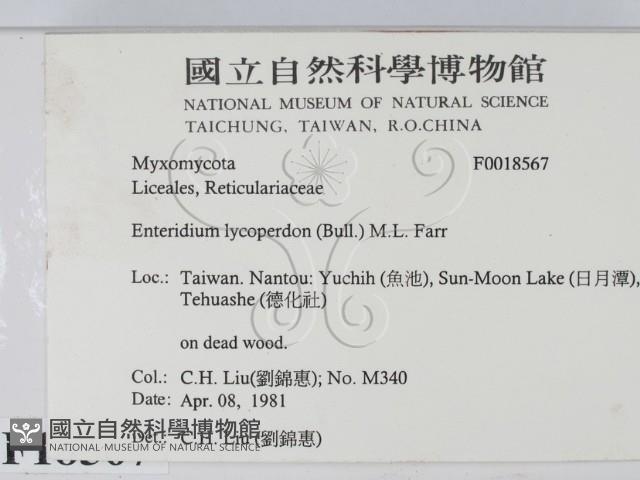 國立自然科學博物館
NATIONAL MUSEUM OF NATURAL SCIENCE
TAICHUNG, TAIWAN, R.O.CHINA
Myxomycota F0018567
Liceales, Reticulariaceae
Enteridium lycoperdon (Bull.) M.L. Farr
Loc.: Taiwan. Nantou: Yuchih (魚池), Sun-Moon Lake (日月潭),
Tehuashe (德化社)
on dead wood.
Col.: C.H. Liu(劉錦惠); No. M340
Date: Apr. 08, 1981
Det.: C.H. Liu (劉錦惠)
國立自然科學博物館
NATIONAL MUSEUM OF NATURAL SCIENCE